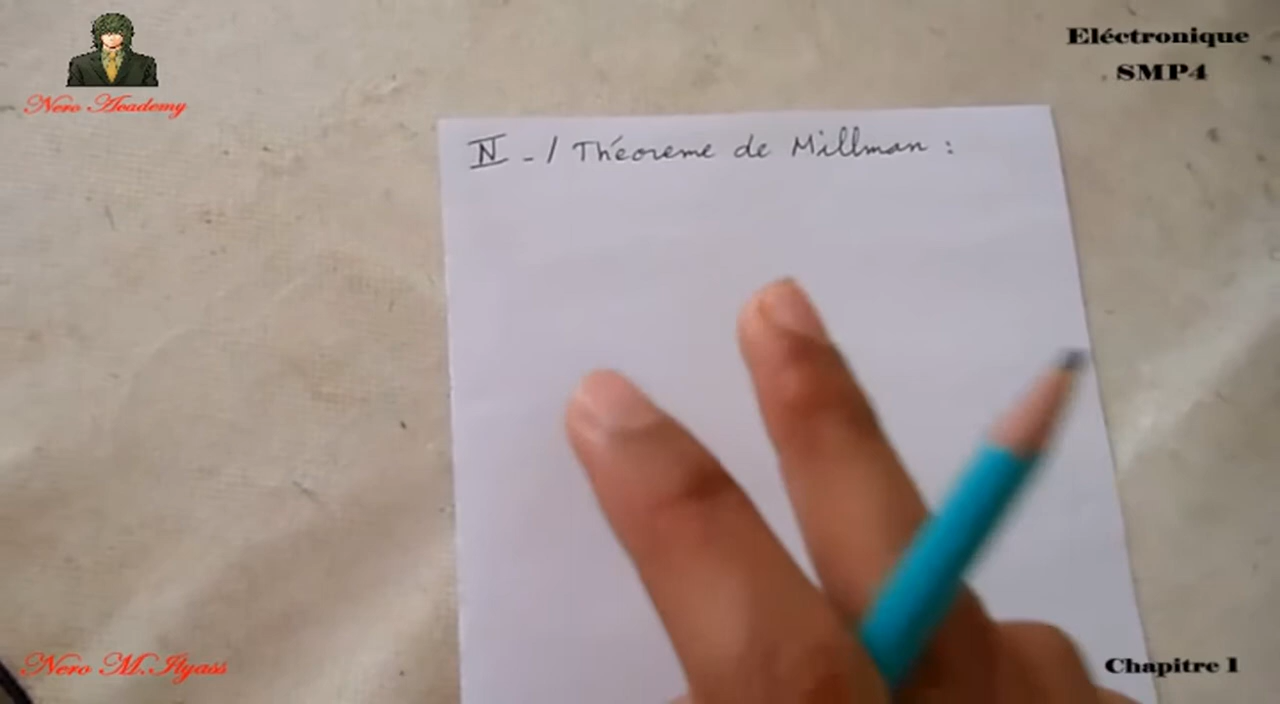 Eléctronique
SMP4
Nero Academy
IV - / Théoreme de Millman :
Nero M.Ilyass
Chapitre 1